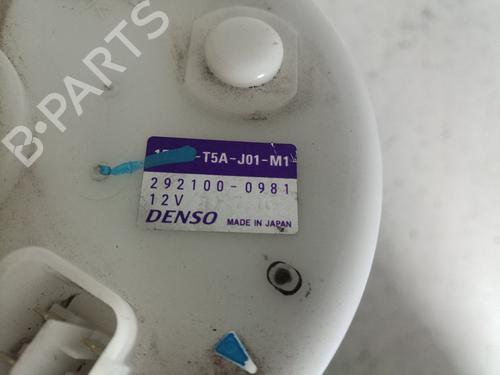 B-PARTS
-T5A-J01-M1
292100-0981
12V
DENSO MADE IN JAPAN